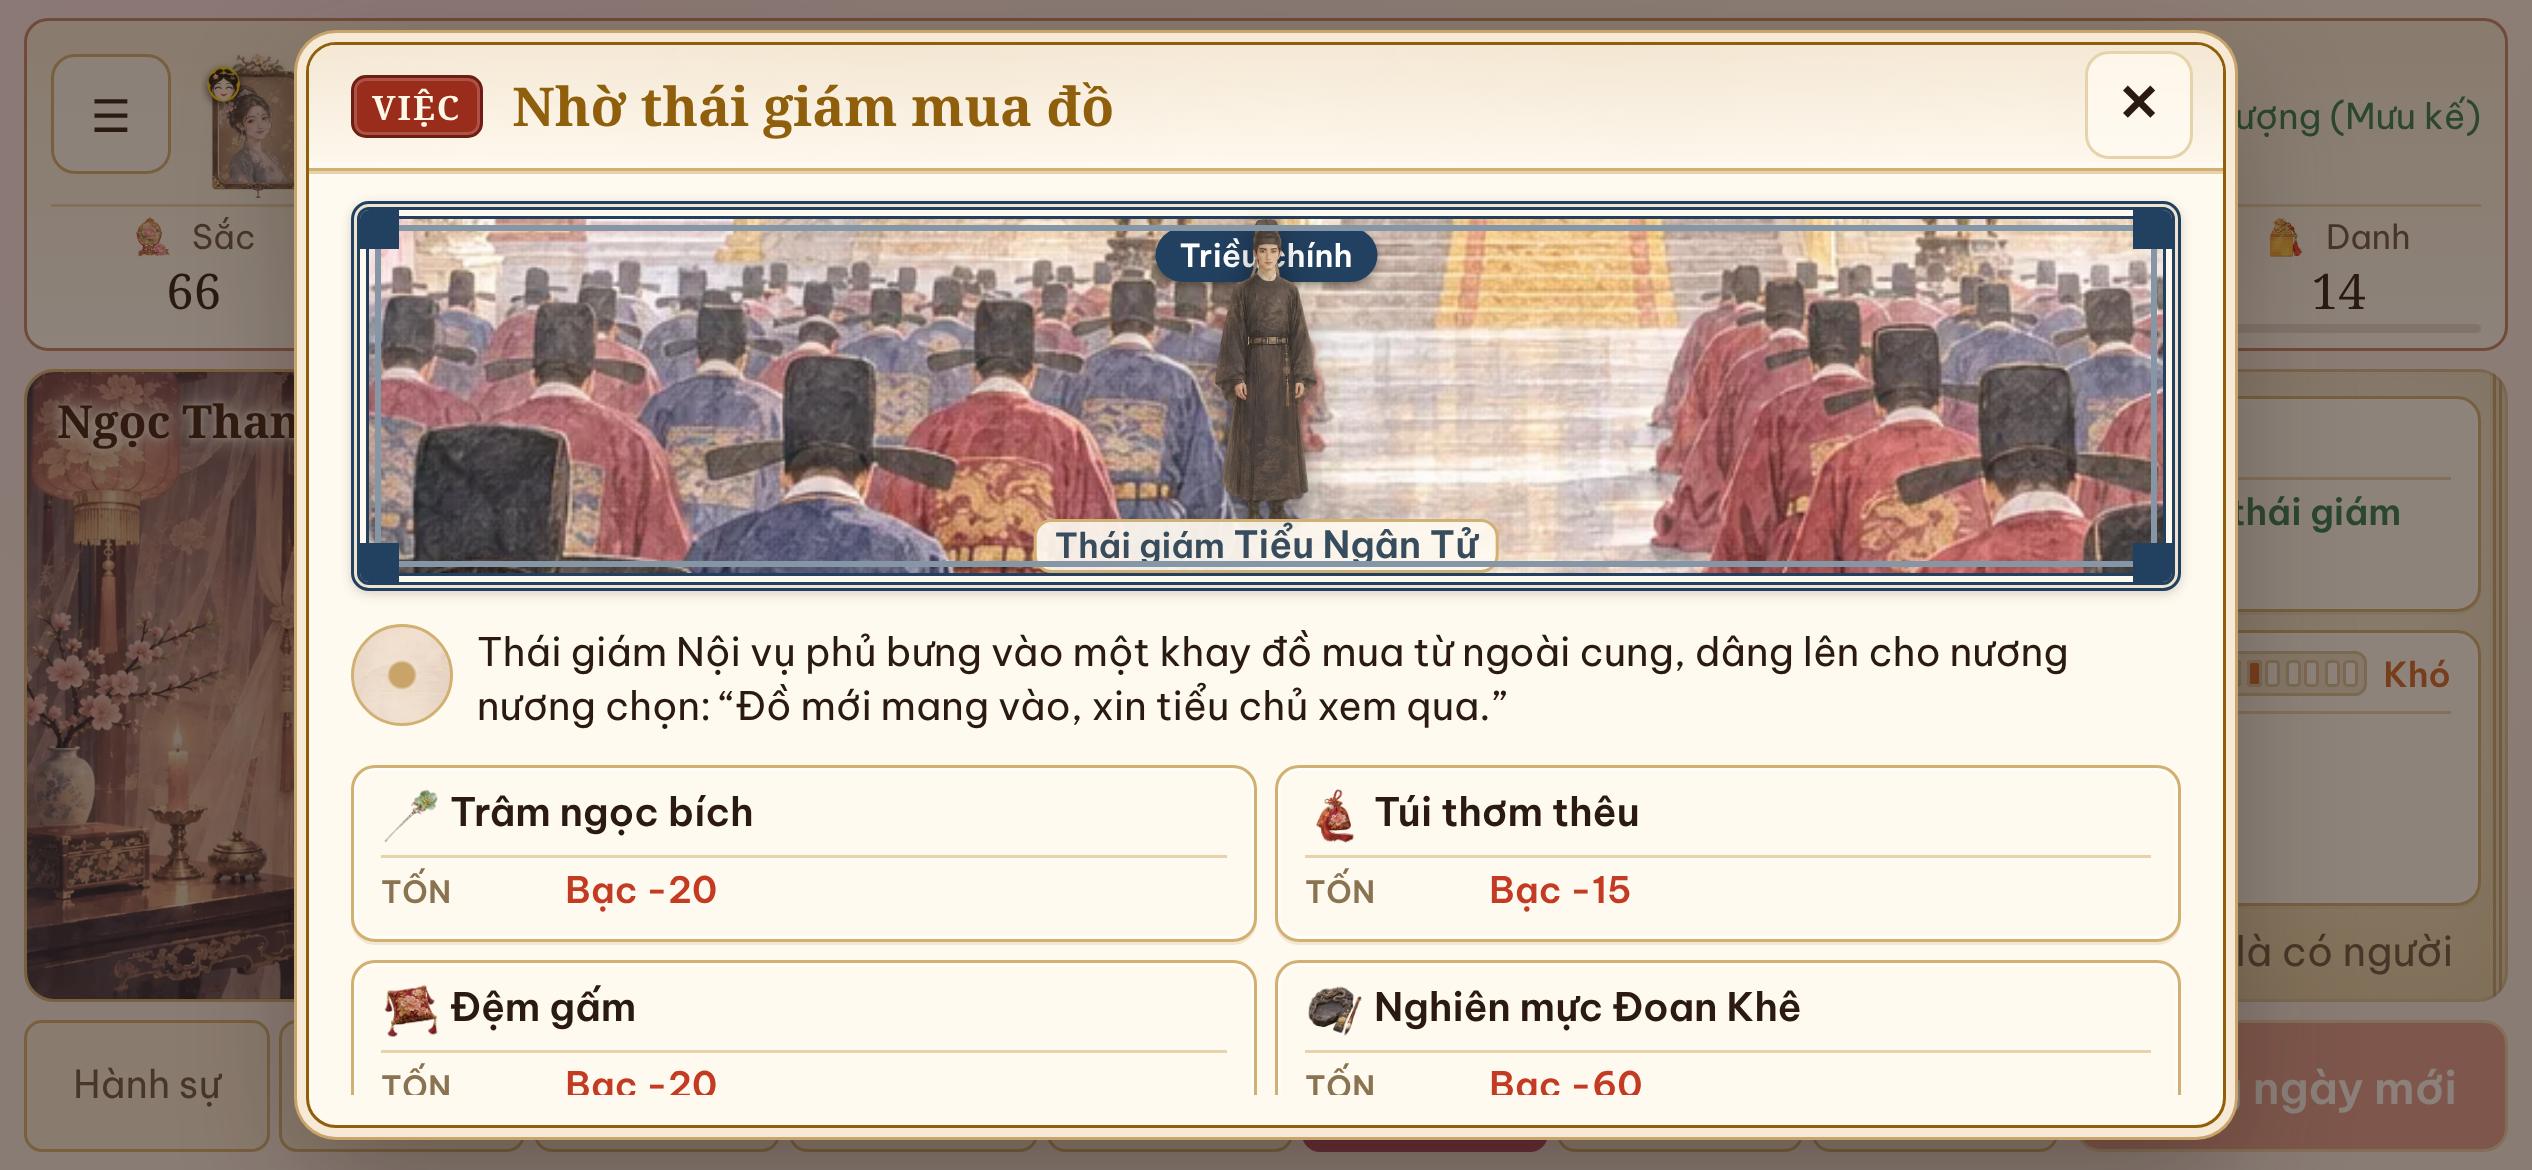 VIỆC Nhờ thái giám mua đồ
ượng (Mưu kế)
Sắc
66
Danh
14
Triều chính
Thái giám Tiểu Ngân Tử
Ngọc Than
thái giám
Khó
Thái giám Nội vụ phủ bưng vào một khay đồ mua từ ngoài cung, dâng lên cho nương
nương chọn: “Đồ mới mang vào, xin tiểu chủ xem qua.”
Trâm ngọc bích
TỐN Bạc -20
Túi thơm thêu
TỐN Bạc -15
Đệm gấm
TỐN Bạc -20
Nghiên mực Đoan Khê
TỐN Bạc -60
là có người
Hành sự
ngày mới